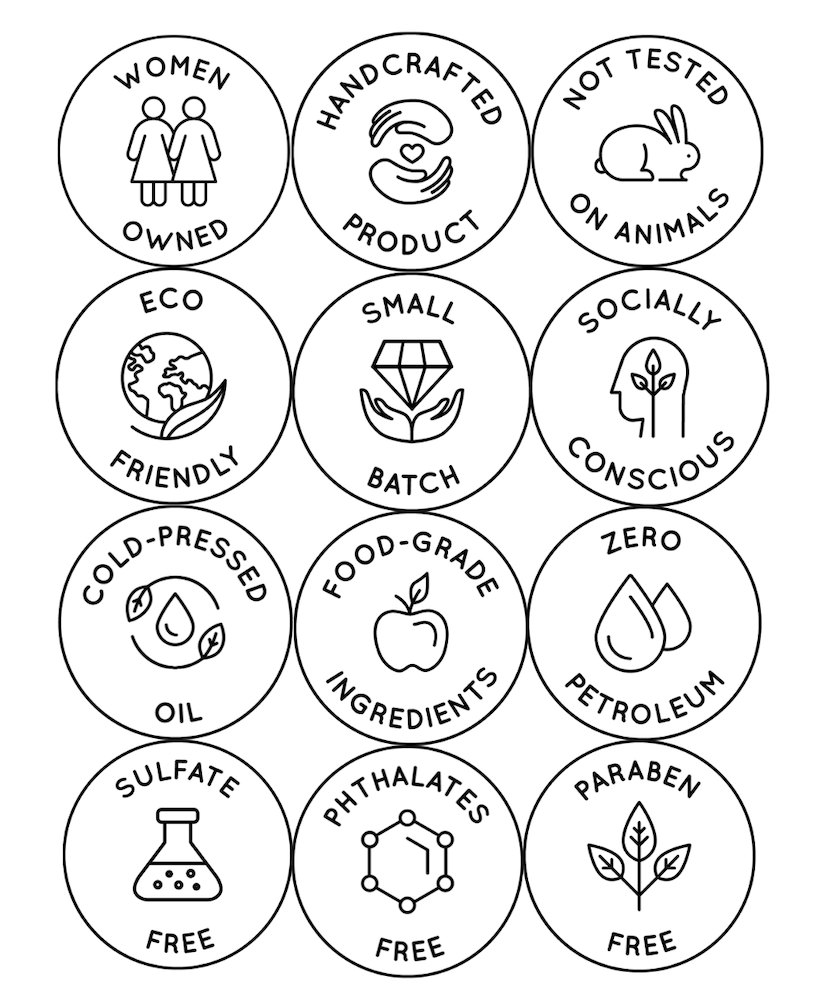 WOMEN
OWNED
HANDCRAFTED
PRODUCT
NOT TESTED
ON ANIMALS
ECO
FRIENDLY
SMALL
BATCH
SOCIALLY
CONSCIOUS
COLD-PRESSED
OIL
FOOD-GRADE
INGREDIENTS
ZERO
PETROLEUM
SULFATE
FREE
PHTHALATES
FREE
PARABEN
FREE